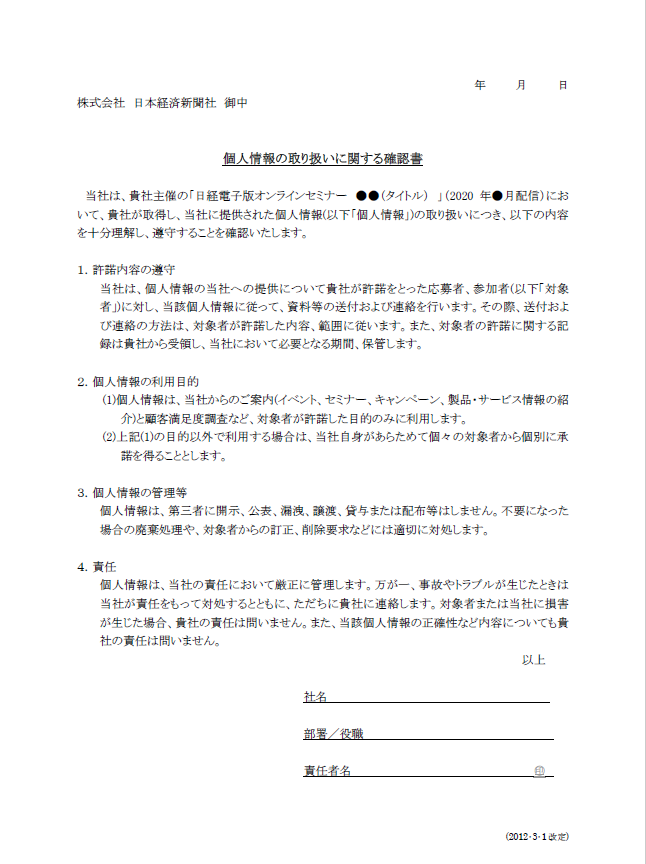 年　　月　　日
株式会社　日本経済新聞社　御中
個人情報の取り扱いに関する確認書
当社は、貴社主催の「日経電子版オンラインセミナー　●●(タイトル)　」(2020 年●月配信)にお
いて、貴社が取得し、当社に提供された個人情報(以下「個人情報」)の取り扱いにつき、以下の内容
を十分理解し、遵守することを確認いたします。
１．許諾内容の遵守
当社は、個人情報の当社への提供について貴社が許諾をとった応募者、参加者(以下「対象
者」)に対し、当該個人情報に従って、資料等の送付および連絡を行います。その際、送付およ
び連絡の方法は、対象者が許諾した内容、範囲に従います。また、対象者の許諾に関する記
録は貴社から受領し、当社において必要となる期間、保管します。
２．個人情報の利用目的
(1)個人情報は、当社からのご案内(イベント、セミナー、キャンペーン、製品・サービス情報の紹
介)と顧客満足度調査など、対象者が許諾した目的のみに利用します。
(2)上記(1)の目的以外で利用する場合は、当社自身があらためて個々の対象者から個別に承
諾を得ることとします。
３．個人情報の管理等
個人情報は、第三者に開示、公表、漏洩、譲渡、貸与または配布等はしません。不要になった
場合の廃棄処理や、対象者からの訂正、削除要求などには適切に対処します。
４．責任
個人情報は、当社の責任において厳正に管理します。万が一、事故やトラブルが生じたときは
当社が責任をもって対処するとともに、ただちに貴社に連絡します。対象者または当社に損害
が生じた場合、貴社の責任は問いません。また、当該個人情報の正確性など内容についても貴
社の責任は問いません。
以上
社名
部署／役職
責任者名　　㊞
(2012・3・1改定)